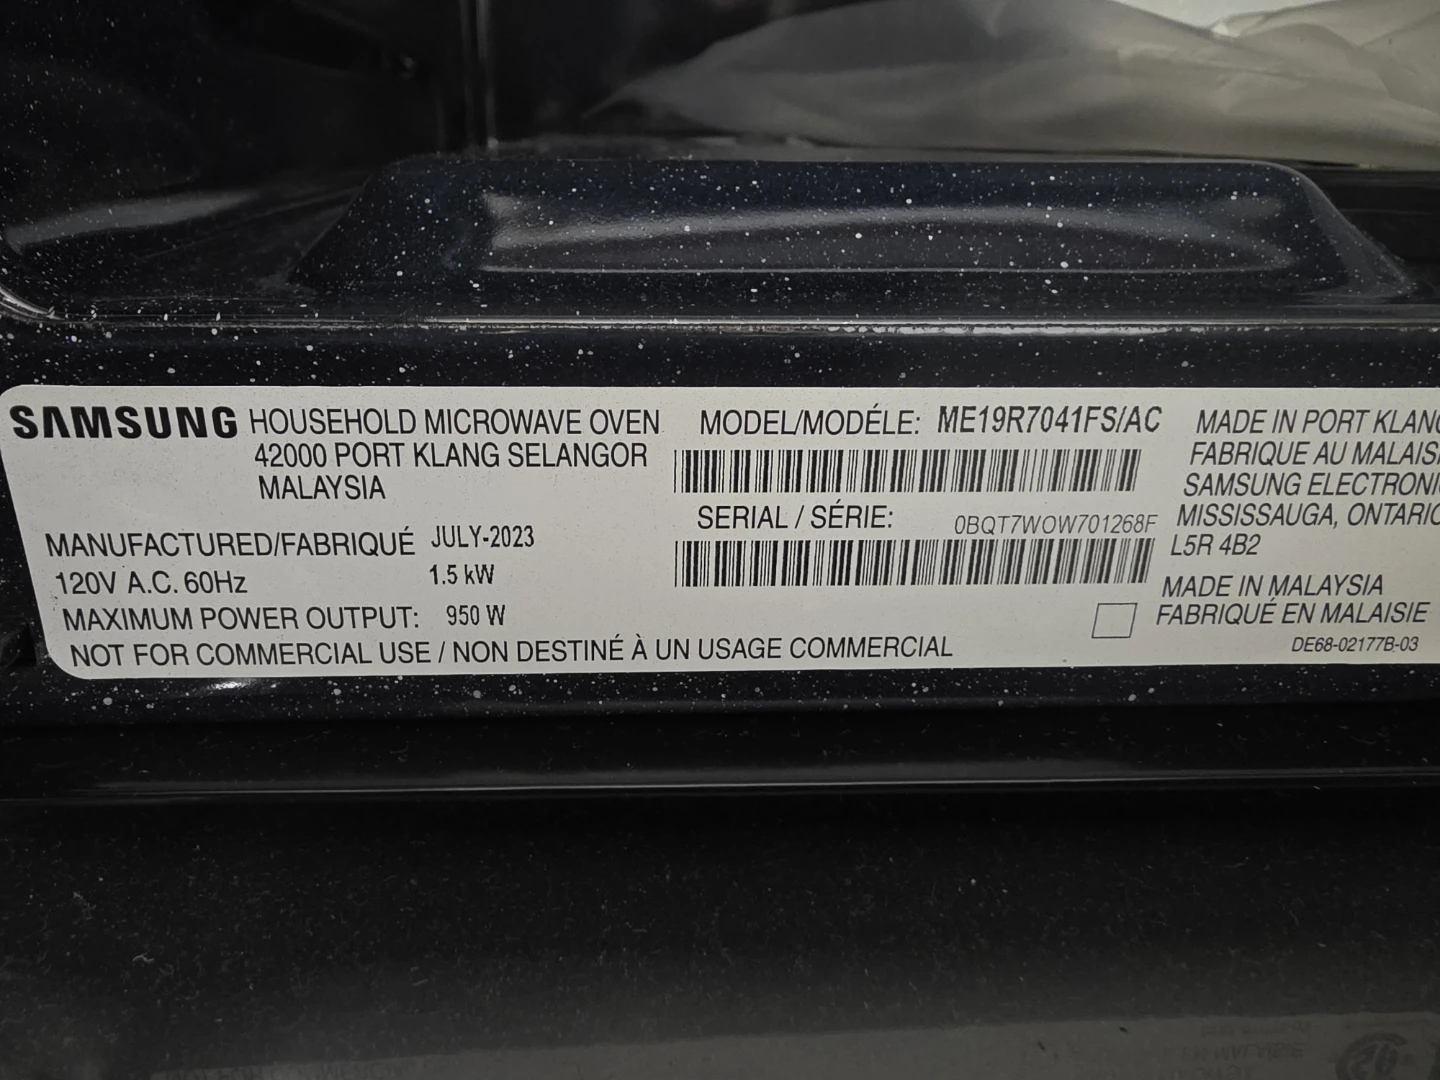 SAMSUNG HOUSEHOLD MICROWAVE OVEN
42000 PORT KLANG SELANGOR
MALAYSIA
MANUFACTURED/FABRIQUÉ JULY-2023
120V A.C. 60Hz 1.5 kW
MAXIMUM POWER OUTPUT: 950 W
NOT FOR COMMERCIAL USE / NON DESTINÉ À UN USAGE COMMERCIAL
MODEL/MODÉLE: ME19R7041FS/AC
SERIAL / SÉRIE: 0BQT7WOW701268F
MADE IN PORT KLANG
FABRIQUE AU MALAISI
SAMSUNG ELECTRONI
MISSISSAUGA, ONTARIO
L5R 4B2
MADE IN MALAYSIA
FABRIQUÉ EN MALAISIE
DE68-02177B-03